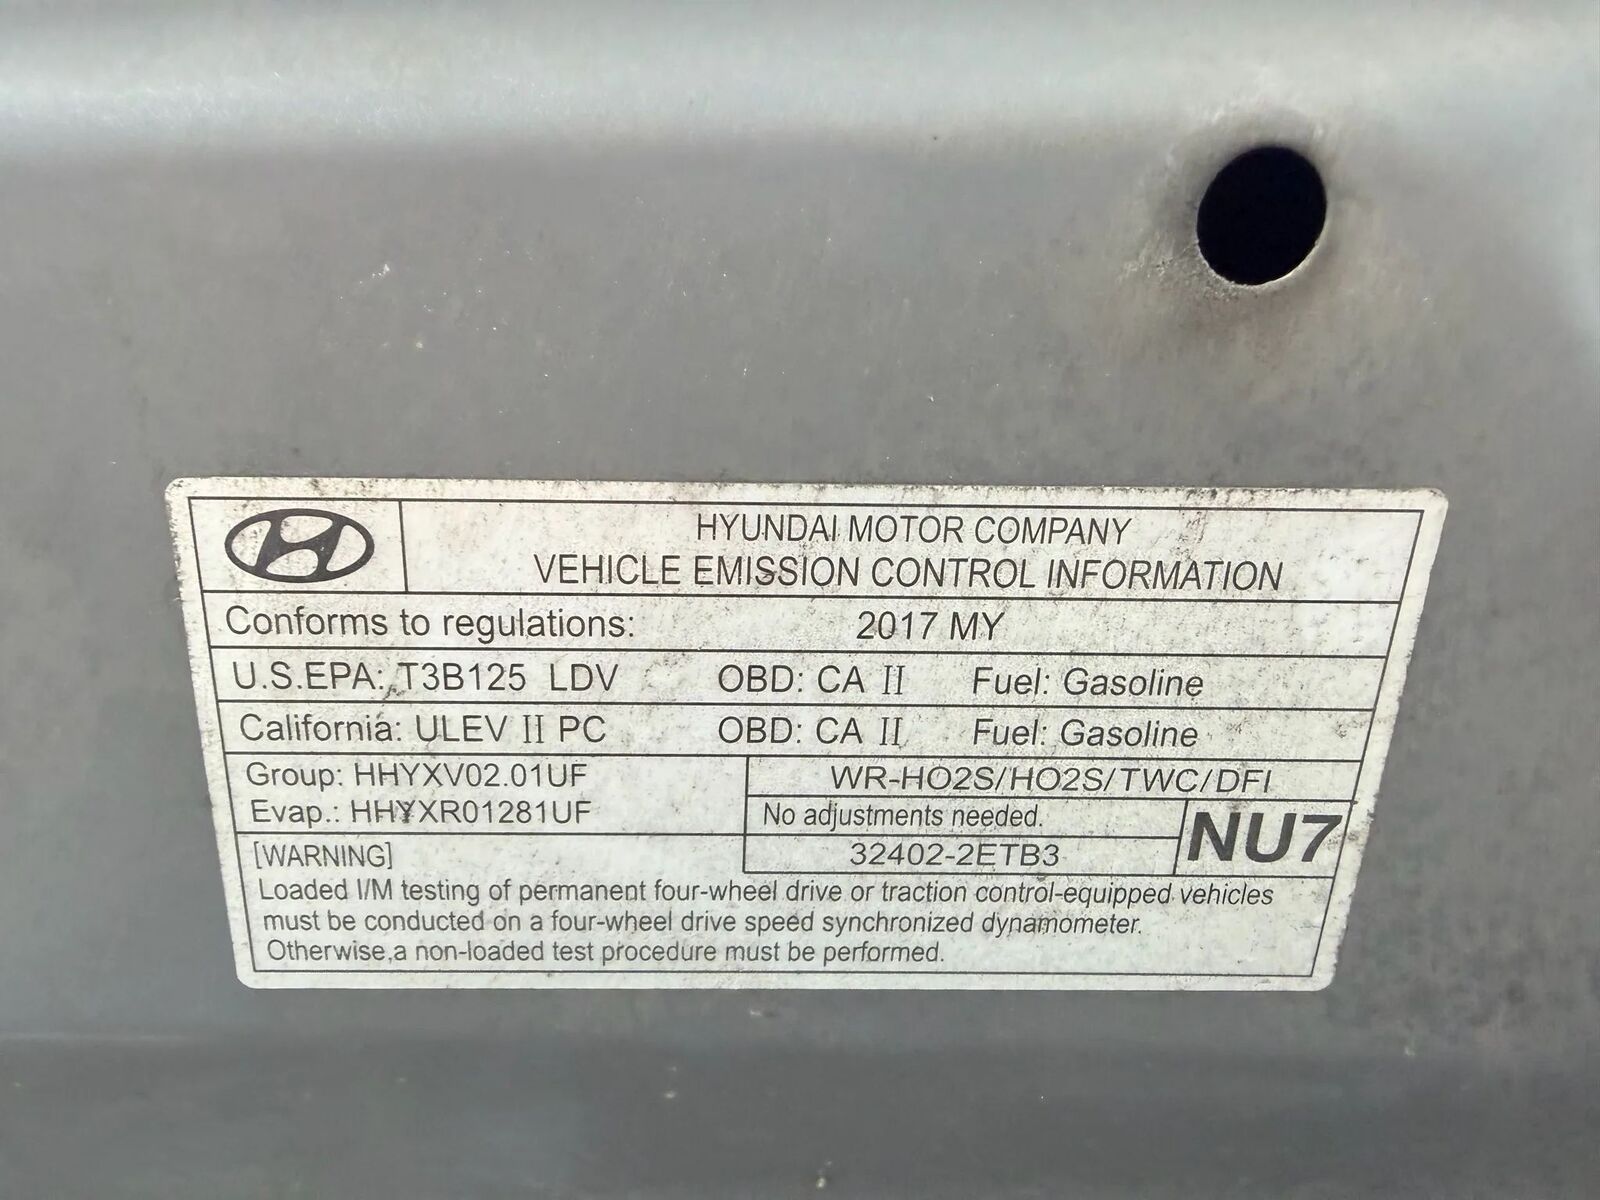 HYUNDAI MOTOR COMPANY
VEHICLE EMISSION CONTROL INFORMATION
Conforms to regulations: 2017 MY
U.S.EPA: T3B125 LDV OBD: CA II Fuel: Gasoline
California: ULEV II PC OBD: CA II Fuel: Gasoline
Group: HHYXV02.01UF
Evap.: HHYXR01281UF
WR-HO2S/HO2S/TWC/DFI
No adjustments needed.
32402-2ETB3
NU7
[WARNING]
Loaded I/M testing of permanent four-wheel drive or traction control-equipped vehicles
must be conducted on a four-wheel drive speed synchronized dynamometer.
Otherwise,a non-loaded test procedure must be performed.